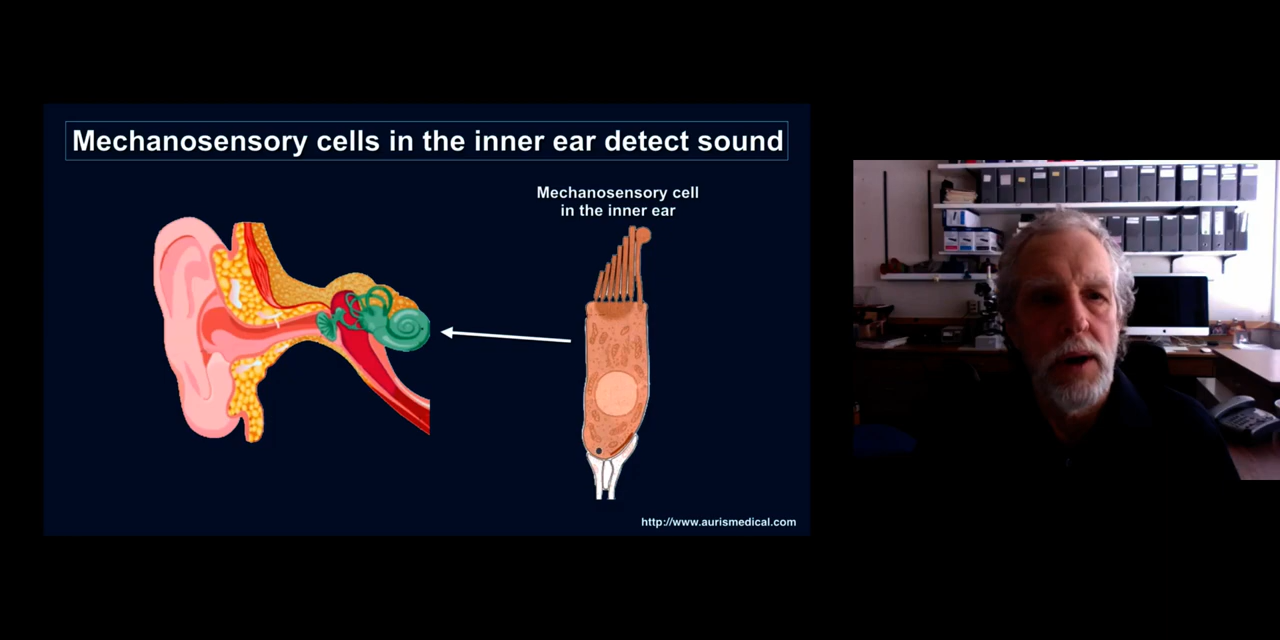 Mechanosensory cells in the inner ear detect sound
Mechanosensory cell
in the inner ear
http://www.aurismedical.com